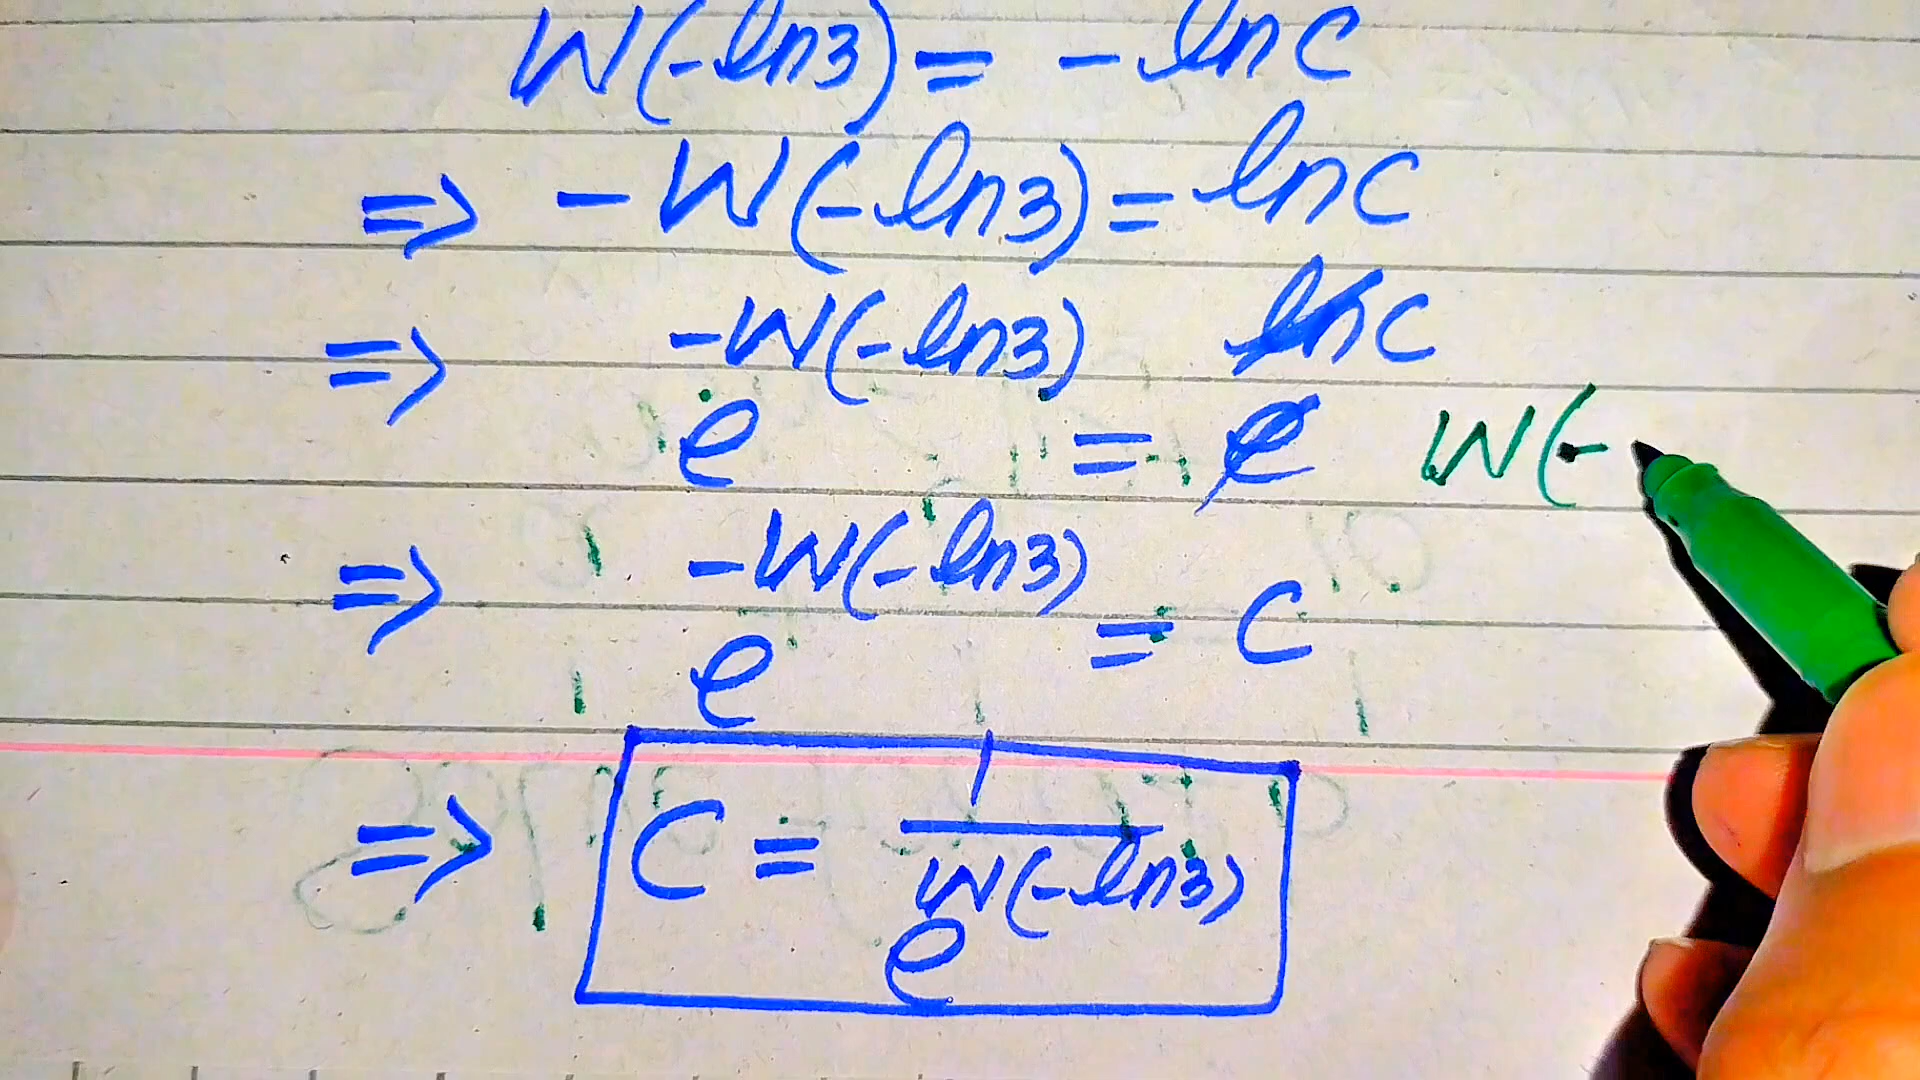 W(-ln3) = -lnc
⇒ -W(-ln3) = lnc
⇒ e^{-W(-ln3)} = e^{lnc} W(-
⇒ e^{-W(-ln3)} = c
⇒ c = 1/e^{W(-ln3)}